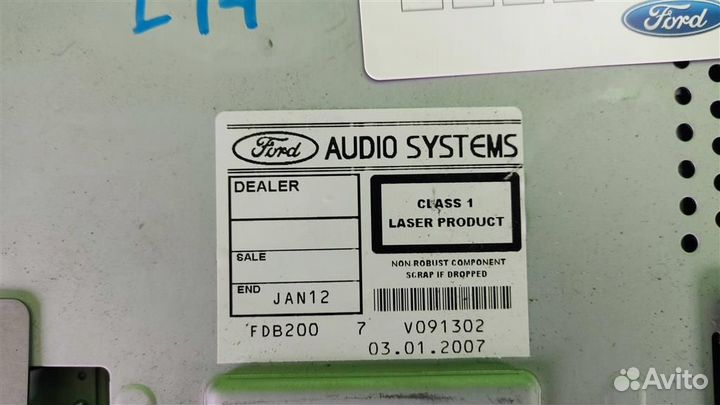 Ford
Ford AUDIO SYSTEMS
DEALER
CLASS 1
LASER PRODUCT
SALE
NON ROBUST COMPONENT
SCRAP IF DROPPED
END JAN12
FDB200 7 V091302
03.01.2007
Avito